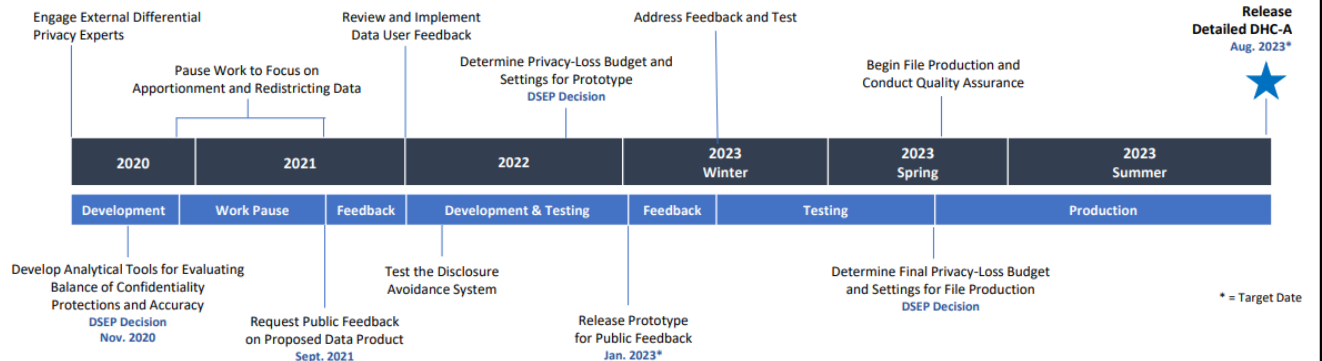 Engage External Differential
Privacy Experts
Review and Implement
Data User Feedback
Address Feedback and Test
Release
Detailed DHC-A
Aug. 2023*
Pause Work to Focus on
Apportionment and Redistricting Data
Determine Privacy-Loss Budget and
Settings for Prototype
DSEP Decision
Begin File Production and
Conduct Quality Assurance
2020
2021
2022
2023
Winter
2023
Spring
2023
Summer
Development
Work Pause
Feedback
Development & Testing
Feedback
Testing
Production
Develop Analytical Tools for Evaluating
Balance of Confidentiality
Protections and Accuracy
DSEP Decision
Nov. 2020
Request Public Feedback
on Proposed Data Product
Sept. 2021
Test the Disclosure
Avoidance System
Release Prototype
for Public Feedback
Jan. 2023*
Determine Final Privacy-Loss Budget
and Settings for File Production
DSEP Decision
* = Target Date